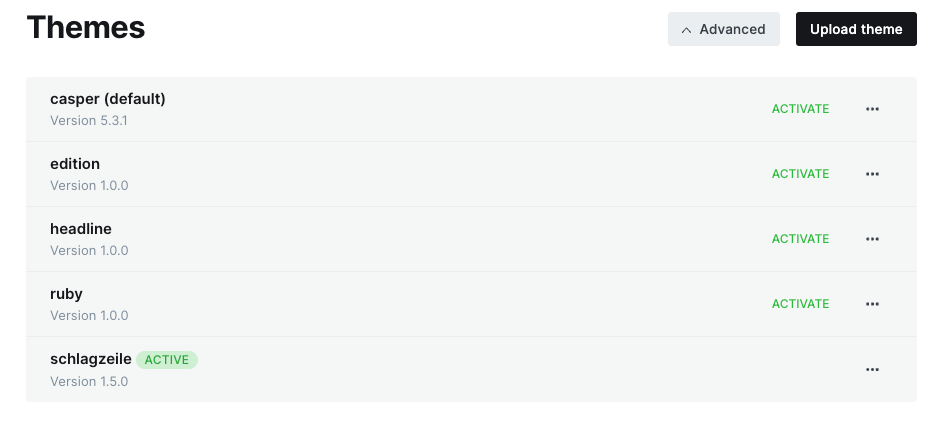 Themes
Advanced
Upload theme
casper (default)
Version 5.3.1
ACTIVATE
edition
Version 1.0.0
ACTIVATE
headline
Version 1.0.0
ACTIVATE
ruby
Version 1.0.0
ACTIVATE
schlagzeile ACTIVE
Version 1.5.0